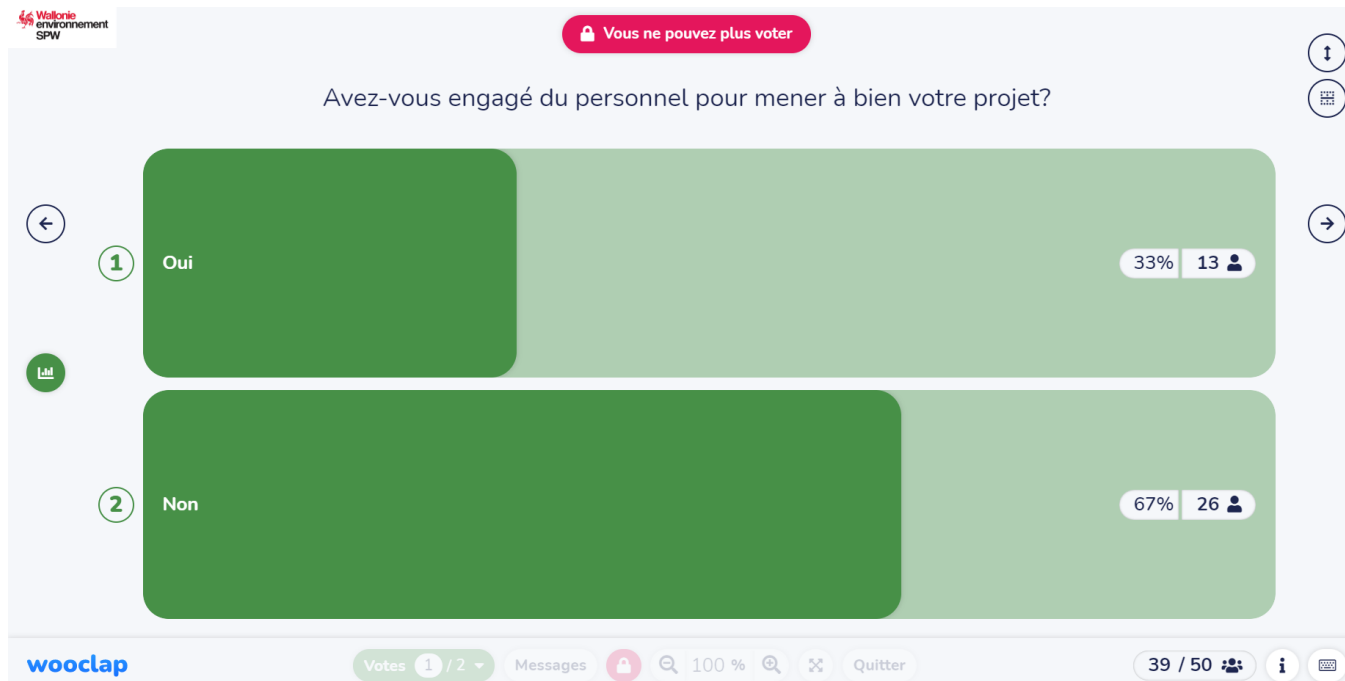 Wallonie
environnement
SPW
Vous ne pouvez plus voter
Avez-vous engagé du personnel pour mener à bien votre projet?
1 Oui 33% 13
2 Non 67% 26
wooclap Votes 1 / 2 Messages 100 % Quitter 39 / 50 i